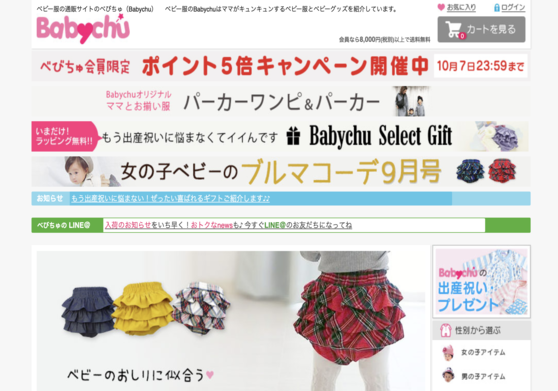 ベビー服の通販サイトのべびちゅ（Babychu）　ベビー服のBabychuはママがキュンキュンするベビー服とベビーグッズを紹介しています。
お気に入り
ログイン
Babychu
会員なら8,000円(税別)以上で送料無料
0
カートを見る
べびちゅ会員限定 ポイント5倍キャンペーン開催中 10月7日23:59まで
Babychuオリジナル
ママとお揃い服
パーカーワンピ&パーカー
いまだけ!
ラッピング無料!!
もう出産祝いに悩まなくてイインです
Babychu Select Gift
女の子ベビーのブルマコーデ9月号
お知らせ
もう出産祝いに悩まない！ぜったい喜ばれるギフトご紹介します♪♪
べびちゅの LINE@
入荷のお知らせをいち早く！おトクなnewsも♪ 今すぐLINE@のお友だちになってね
ベビーのおしりに似合う♥
Babychuの
出産祝い
プレゼント
性別から選ぶ
女の子アイテム
男の子アイテム